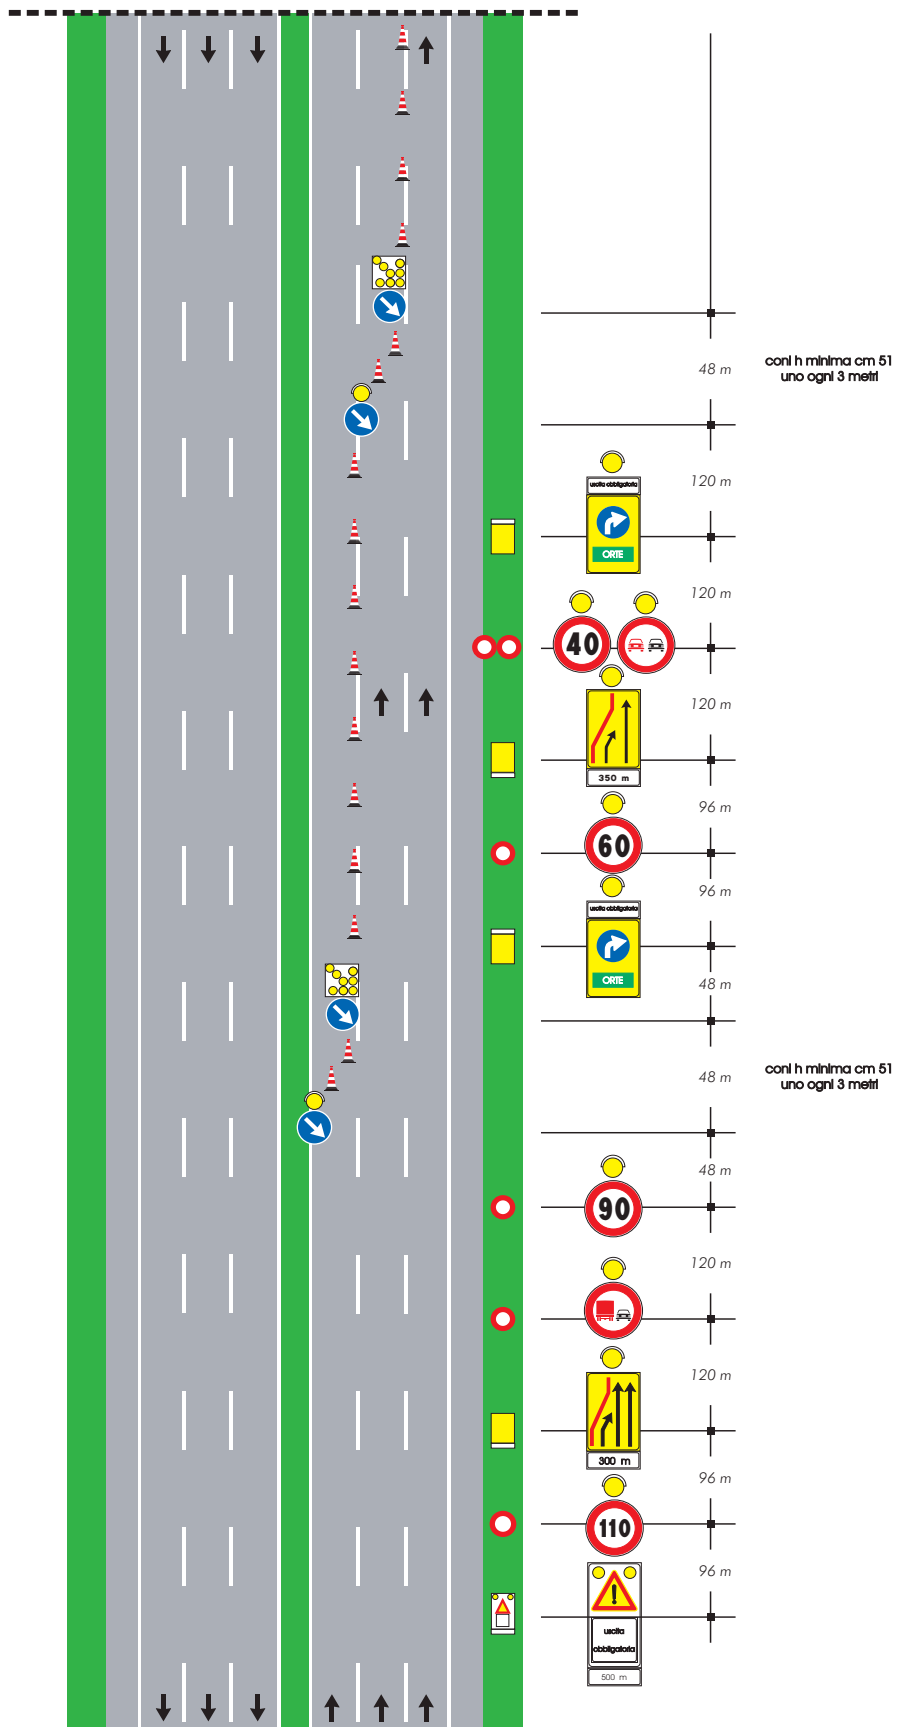 48 m
coni h minima cm 51
uno ogni 3 metri
120 m
uscita obbligatoria
ORTE
120 m
40
120 m
350 m
96 m
60
96 m
uscita obbligatoria
ORTE
48 m
48 m
coni h minima cm 51
uno ogni 3 metri
48 m
90
120 m
120 m
300 m
96 m
110
96 m
!
uscita
obbligatoria
500 m